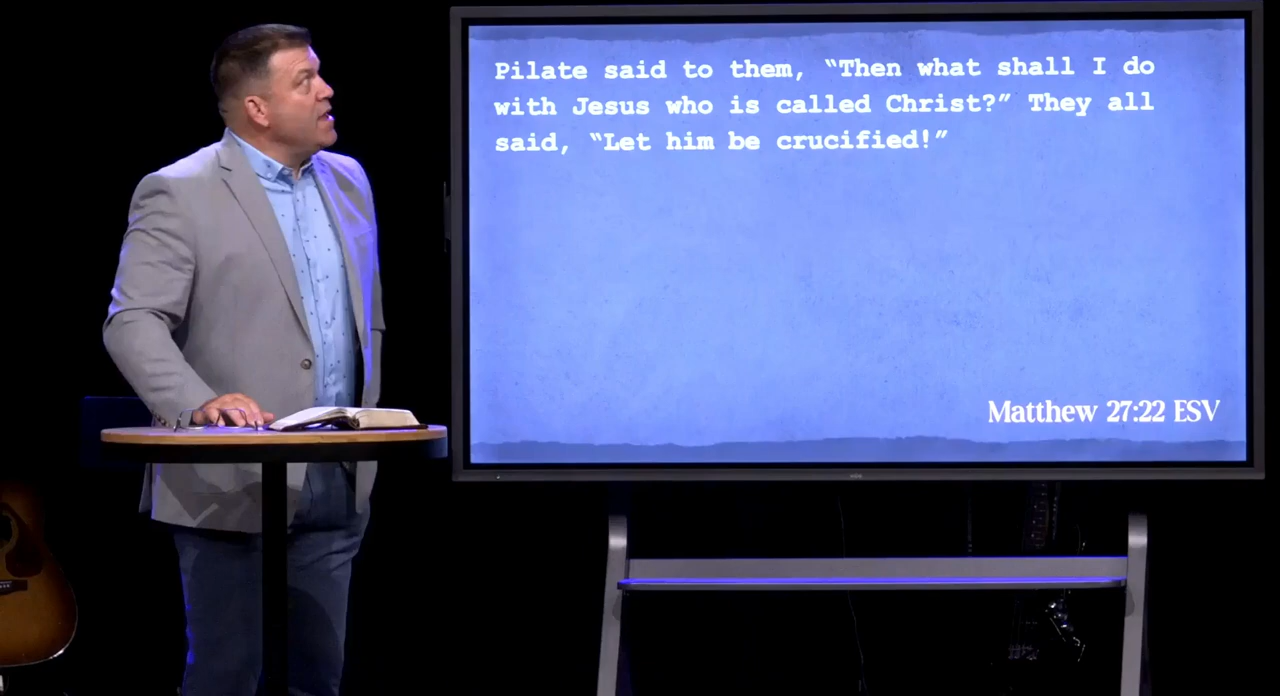 Pilate said to them, “Then what shall I do
with Jesus who is called Christ?” They all
said, “Let him be crucified!”
Matthew 27:22 ESV